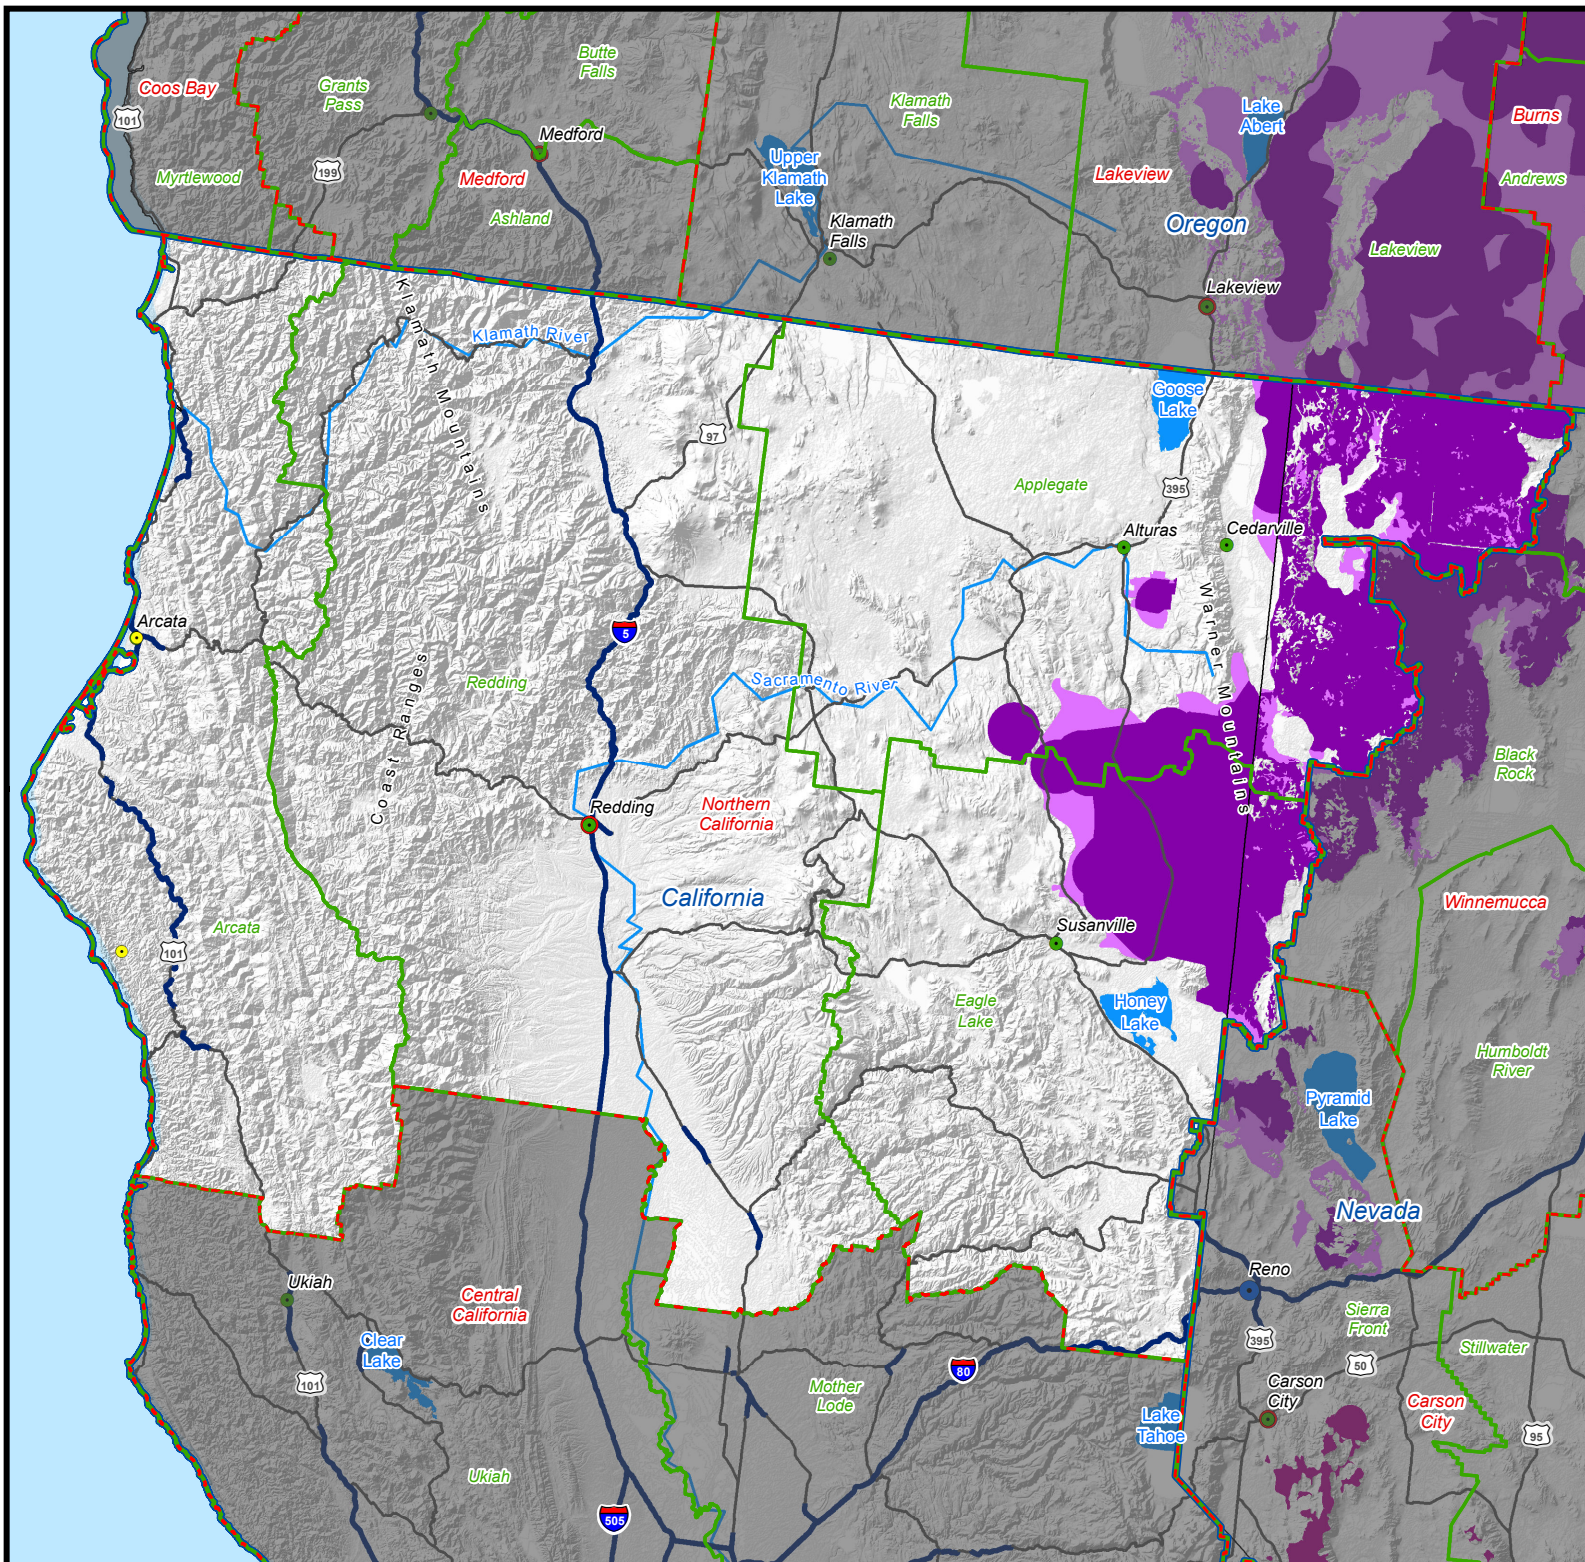 Coos Bay
Grants
Pass
Butte
Falls
Klamath
Falls
Lake
Abert
Burns
101
Medford
199
Myrtlewood
Medford
Ashland
Upper
Klamath
Lake
Klamath
Falls
Lakeview
Oregon
Andrews
Lakeview
Lakeview
Klamath River
Klamath Mountains
97
Goose
Lake
Applegate
395
Alturas
Cedarville
Warner Mountains
Arcata
5
Redding
Coast Ranges
Sacramento River
Black
Rock
Redding
Northern
California
California
Winnemucca
Arcata
101
Susanville
Eagle
Lake
Honey
Lake
Humboldt
River
Pyramid
Lake
Nevada
Ukiah
Central
California
Reno
Clear
Lake
Sierra
Front
395
50
Stillwater
101
80
Mother
Lode
Carson
City
Carson
City
Lake
Tahoe
95
Ukiah
505